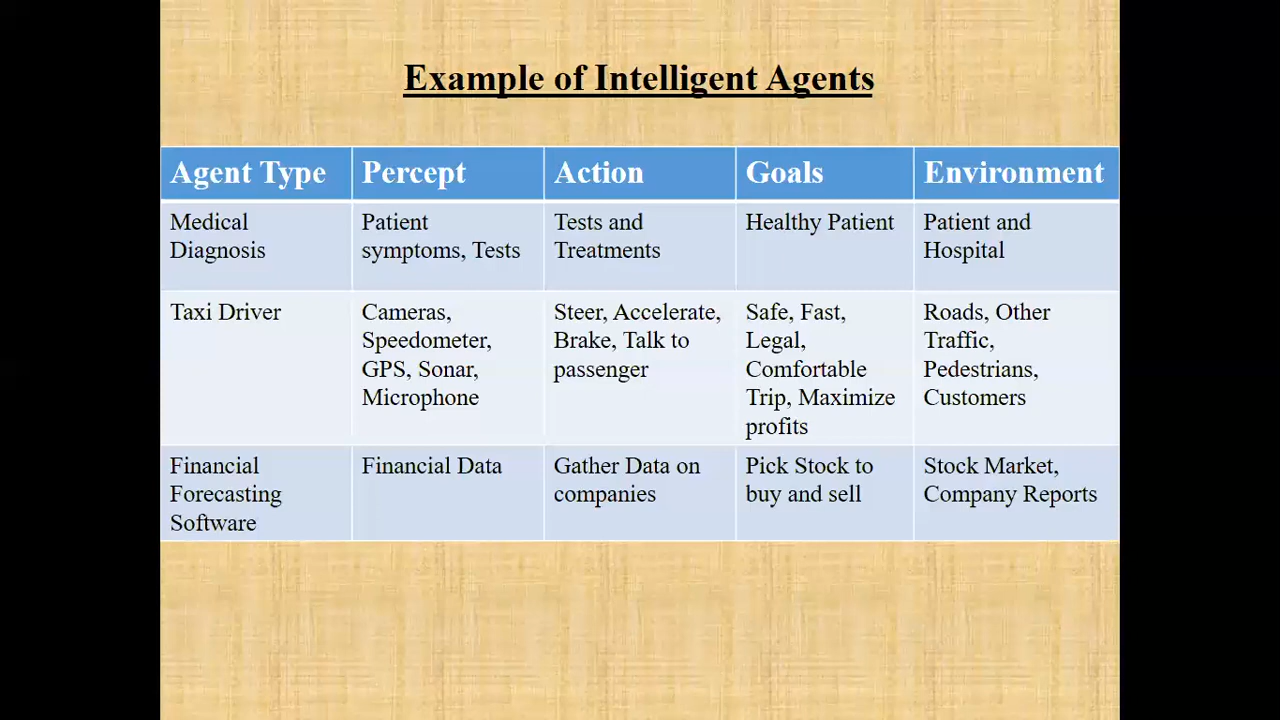 Example of Intelligent Agents
Agent Type
Percept
Action
Goals
Environment
Medical
Diagnosis
Patient
symptoms, Tests
Tests and
Treatments
Healthy Patient
Patient and
Hospital
Taxi Driver
Cameras,
Speedometer,
GPS, Sonar,
Microphone
Steer, Accelerate,
Brake, Talk to
passenger
Safe, Fast,
Legal,
Comfortable
Trip, Maximize
profits
Roads, Other
Traffic,
Pedestrians,
Customers
Financial
Forecasting
Software
Financial Data
Gather Data on
companies
Pick Stock to
buy and sell
Stock Market,
Company Reports